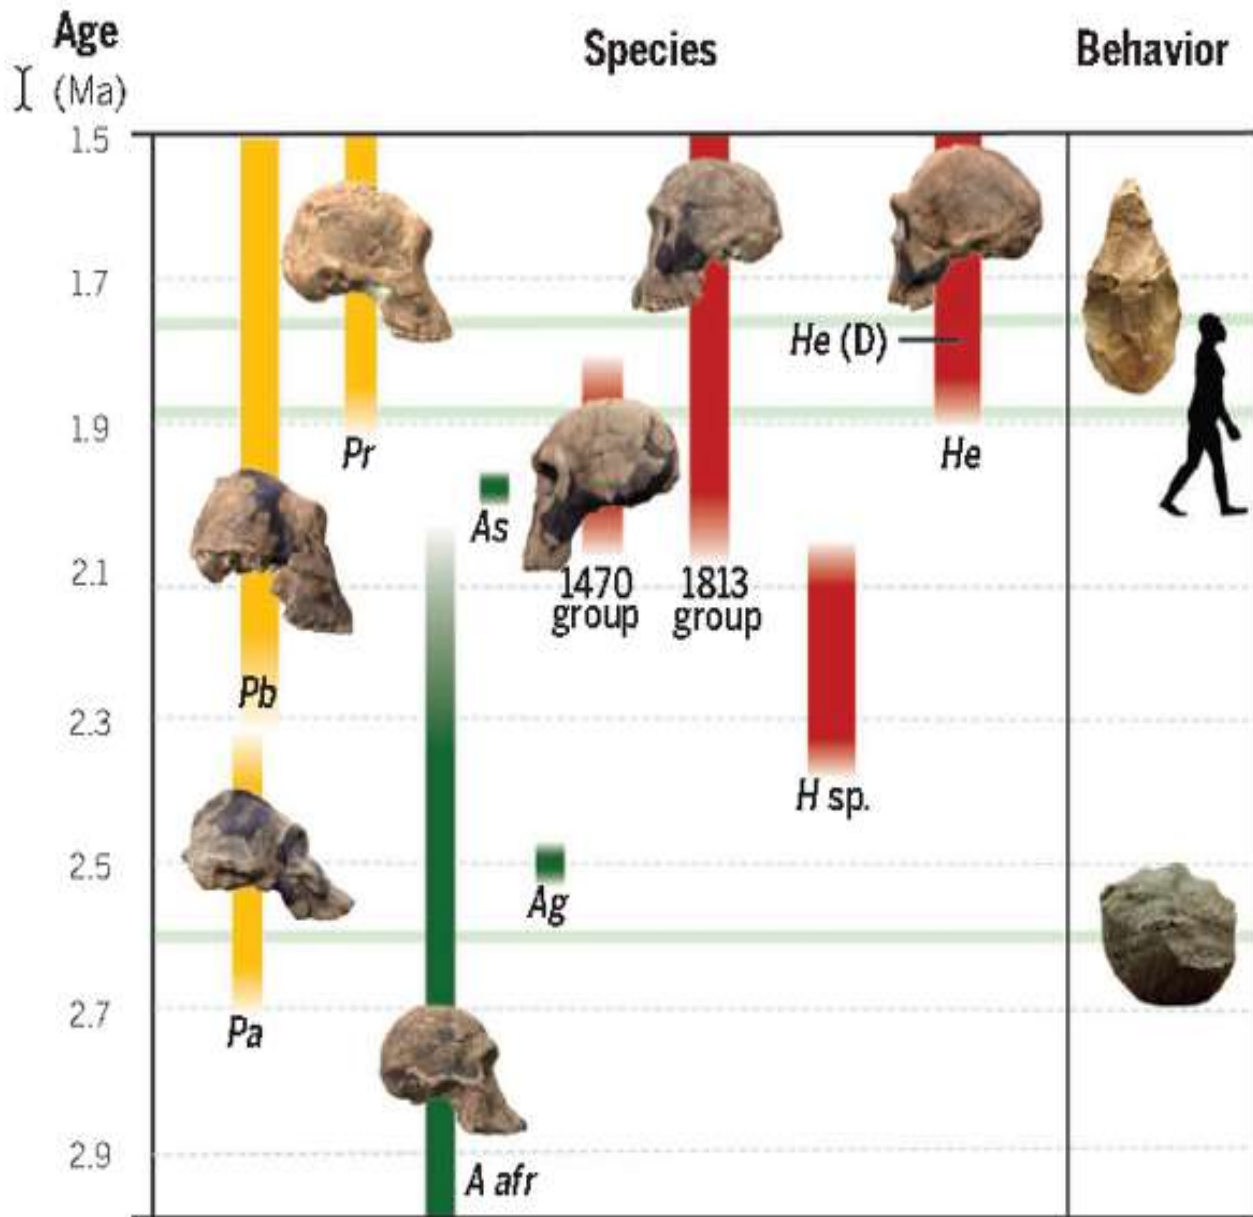 Age
Species
Behavior
(Ma)
1.5
1.7
He (D)
1.9
Pr
He
As
2.1
1470
group
1813
group
Pb
2.3
H sp.
2.5
Ag
2.7
Pa
2.9
A afr